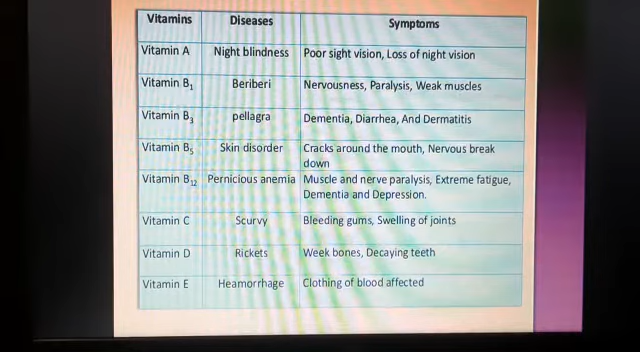 Vitamins Diseases Symptoms
Vitamin A Night blindness Poor sight vision, Loss of night vision
Vitamin B₁ Beriberi Nervousness, Paralysis, Weak muscles
Vitamin B₃ pellagra Dementia, Diarrhea, And Dermatitis
Vitamin B₅ Skin disorder Cracks around the mouth, Nervous break
down
Vitamin B₁₂ Pernicious anemia Muscle and nerve paralysis, Extreme fatigue,
Dementia and Depression.
Vitamin C Scurvy Bleeding gums, Swelling of joints
Vitamin D Rickets Week bones, Decaying teeth
Vitamin E Heamorrhage Clothing of blood affected